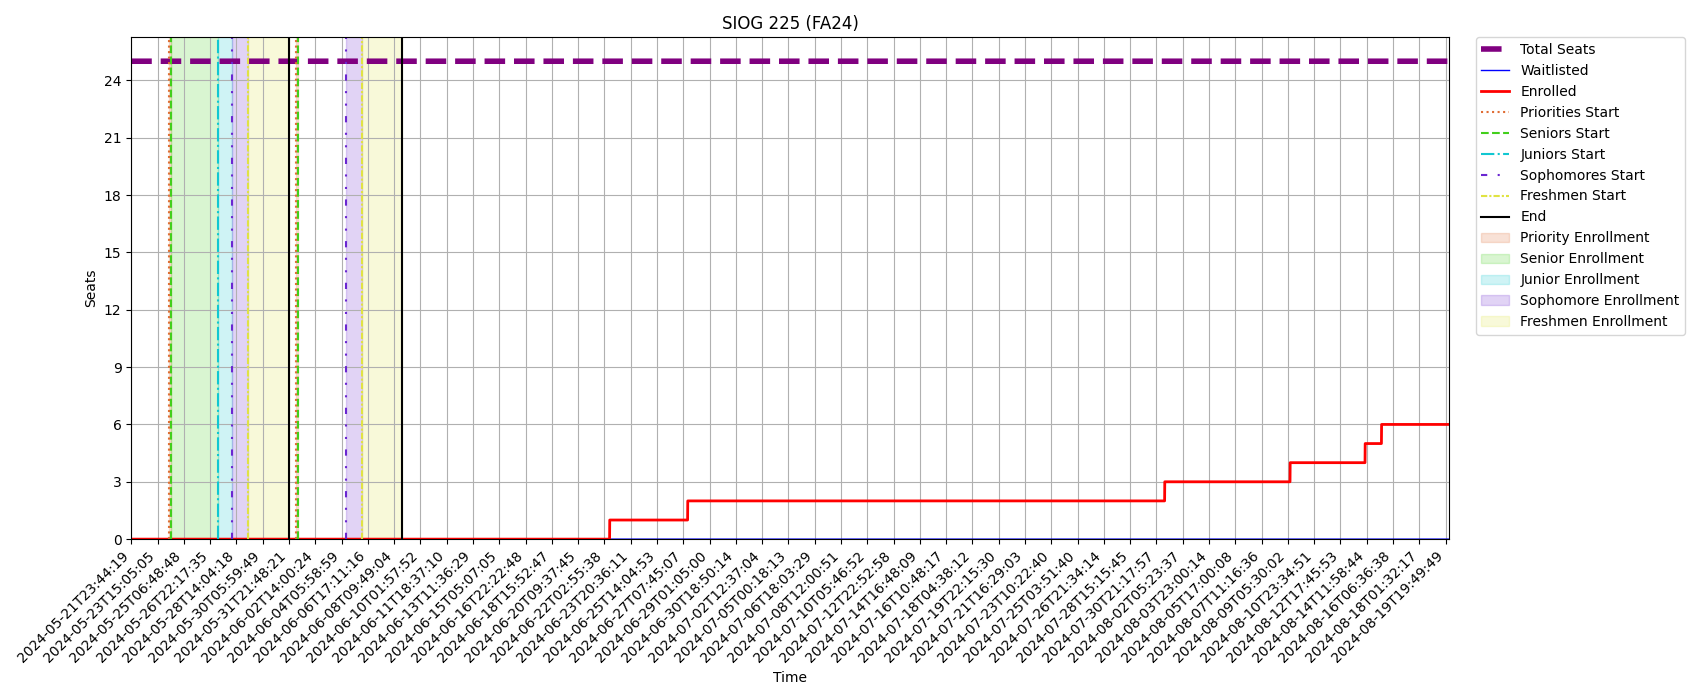 SIOG 225 (FA24)
Seats
24
21
18
15
12
9
6
3
0
2024-05-21T23:44:19
2024-05-23T15:05:05
2024-05-25T06:48:48
2024-05-26T22:17:35
2024-05-28T14:04:18
2024-05-30T05:59:49
2024-05-31T21:48:21
2024-06-02T14:00:24
2024-06-04T05:58:59
2024-06-06T17:11:16
2024-06-08T09:49:04
2024-06-10T01:57:52
2024-06-11T18:37:10
2024-06-13T11:36:29
2024-06-15T05:07:05
2024-06-16T22:22:48
2024-06-18T15:52:47
2024-06-20T09:37:45
2024-06-22T02:55:38
2024-06-23T20:36:11
2024-06-25T14:04:53
2024-06-27T07:45:07
2024-06-29T01:05:00
2024-06-30T18:50:14
2024-07-02T12:37:04
2024-07-05T00:18:13
2024-07-06T18:03:29
2024-07-08T12:00:51
2024-07-10T05:46:52
2024-07-12T22:52:58
2024-07-14T16:48:09
2024-07-16T10:48:17
2024-07-18T04:38:12
2024-07-19T22:15:30
2024-07-21T16:29:03
2024-07-23T10:22:40
2024-07-25T03:51:40
2024-07-26T21:34:14
2024-07-28T15:15:45
2024-07-30T21:17:57
2024-08-02T05:23:37
2024-08-03T23:00:14
2024-08-05T17:00:08
2024-08-07T11:16:36
2024-08-09T05:30:02
2024-08-10T23:34:51
2024-08-12T17:45:53
2024-08-14T11:58:44
2024-08-16T06:36:38
2024-08-18T01:32:17
2024-08-19T19:49:49
Time
Total Seats
Waitlisted
Enrolled
Priorities Start
Seniors Start
Juniors Start
Sophomores Start
Freshmen Start
End
Priority Enrollment
Senior Enrollment
Junior Enrollment
Sophomore Enrollment
Freshmen Enrollment